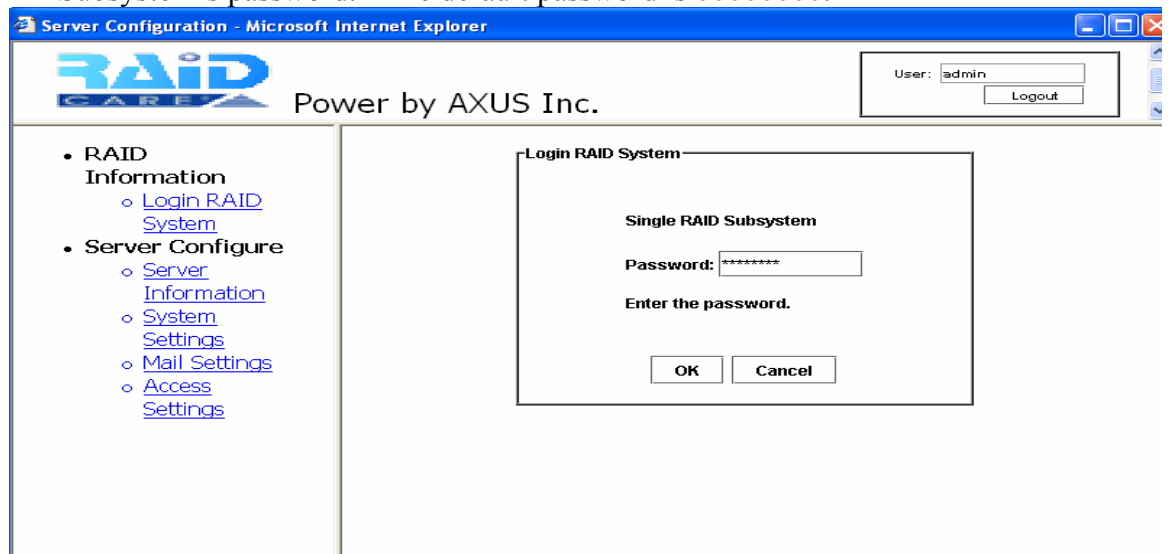 Server Configuration - Microsoft Internet Explorer
RAiD
CARE
Power by AXUS Inc.
User: admin
Logout
• RAID
Information
○ Login RAID
System
• Server Configure
○ Server
Information
○ System
Settings
○ Mail Settings
○ Access
Settings
Login RAID System
Single RAID Subsystem
Password: ********
Enter the password.
OK Cancel